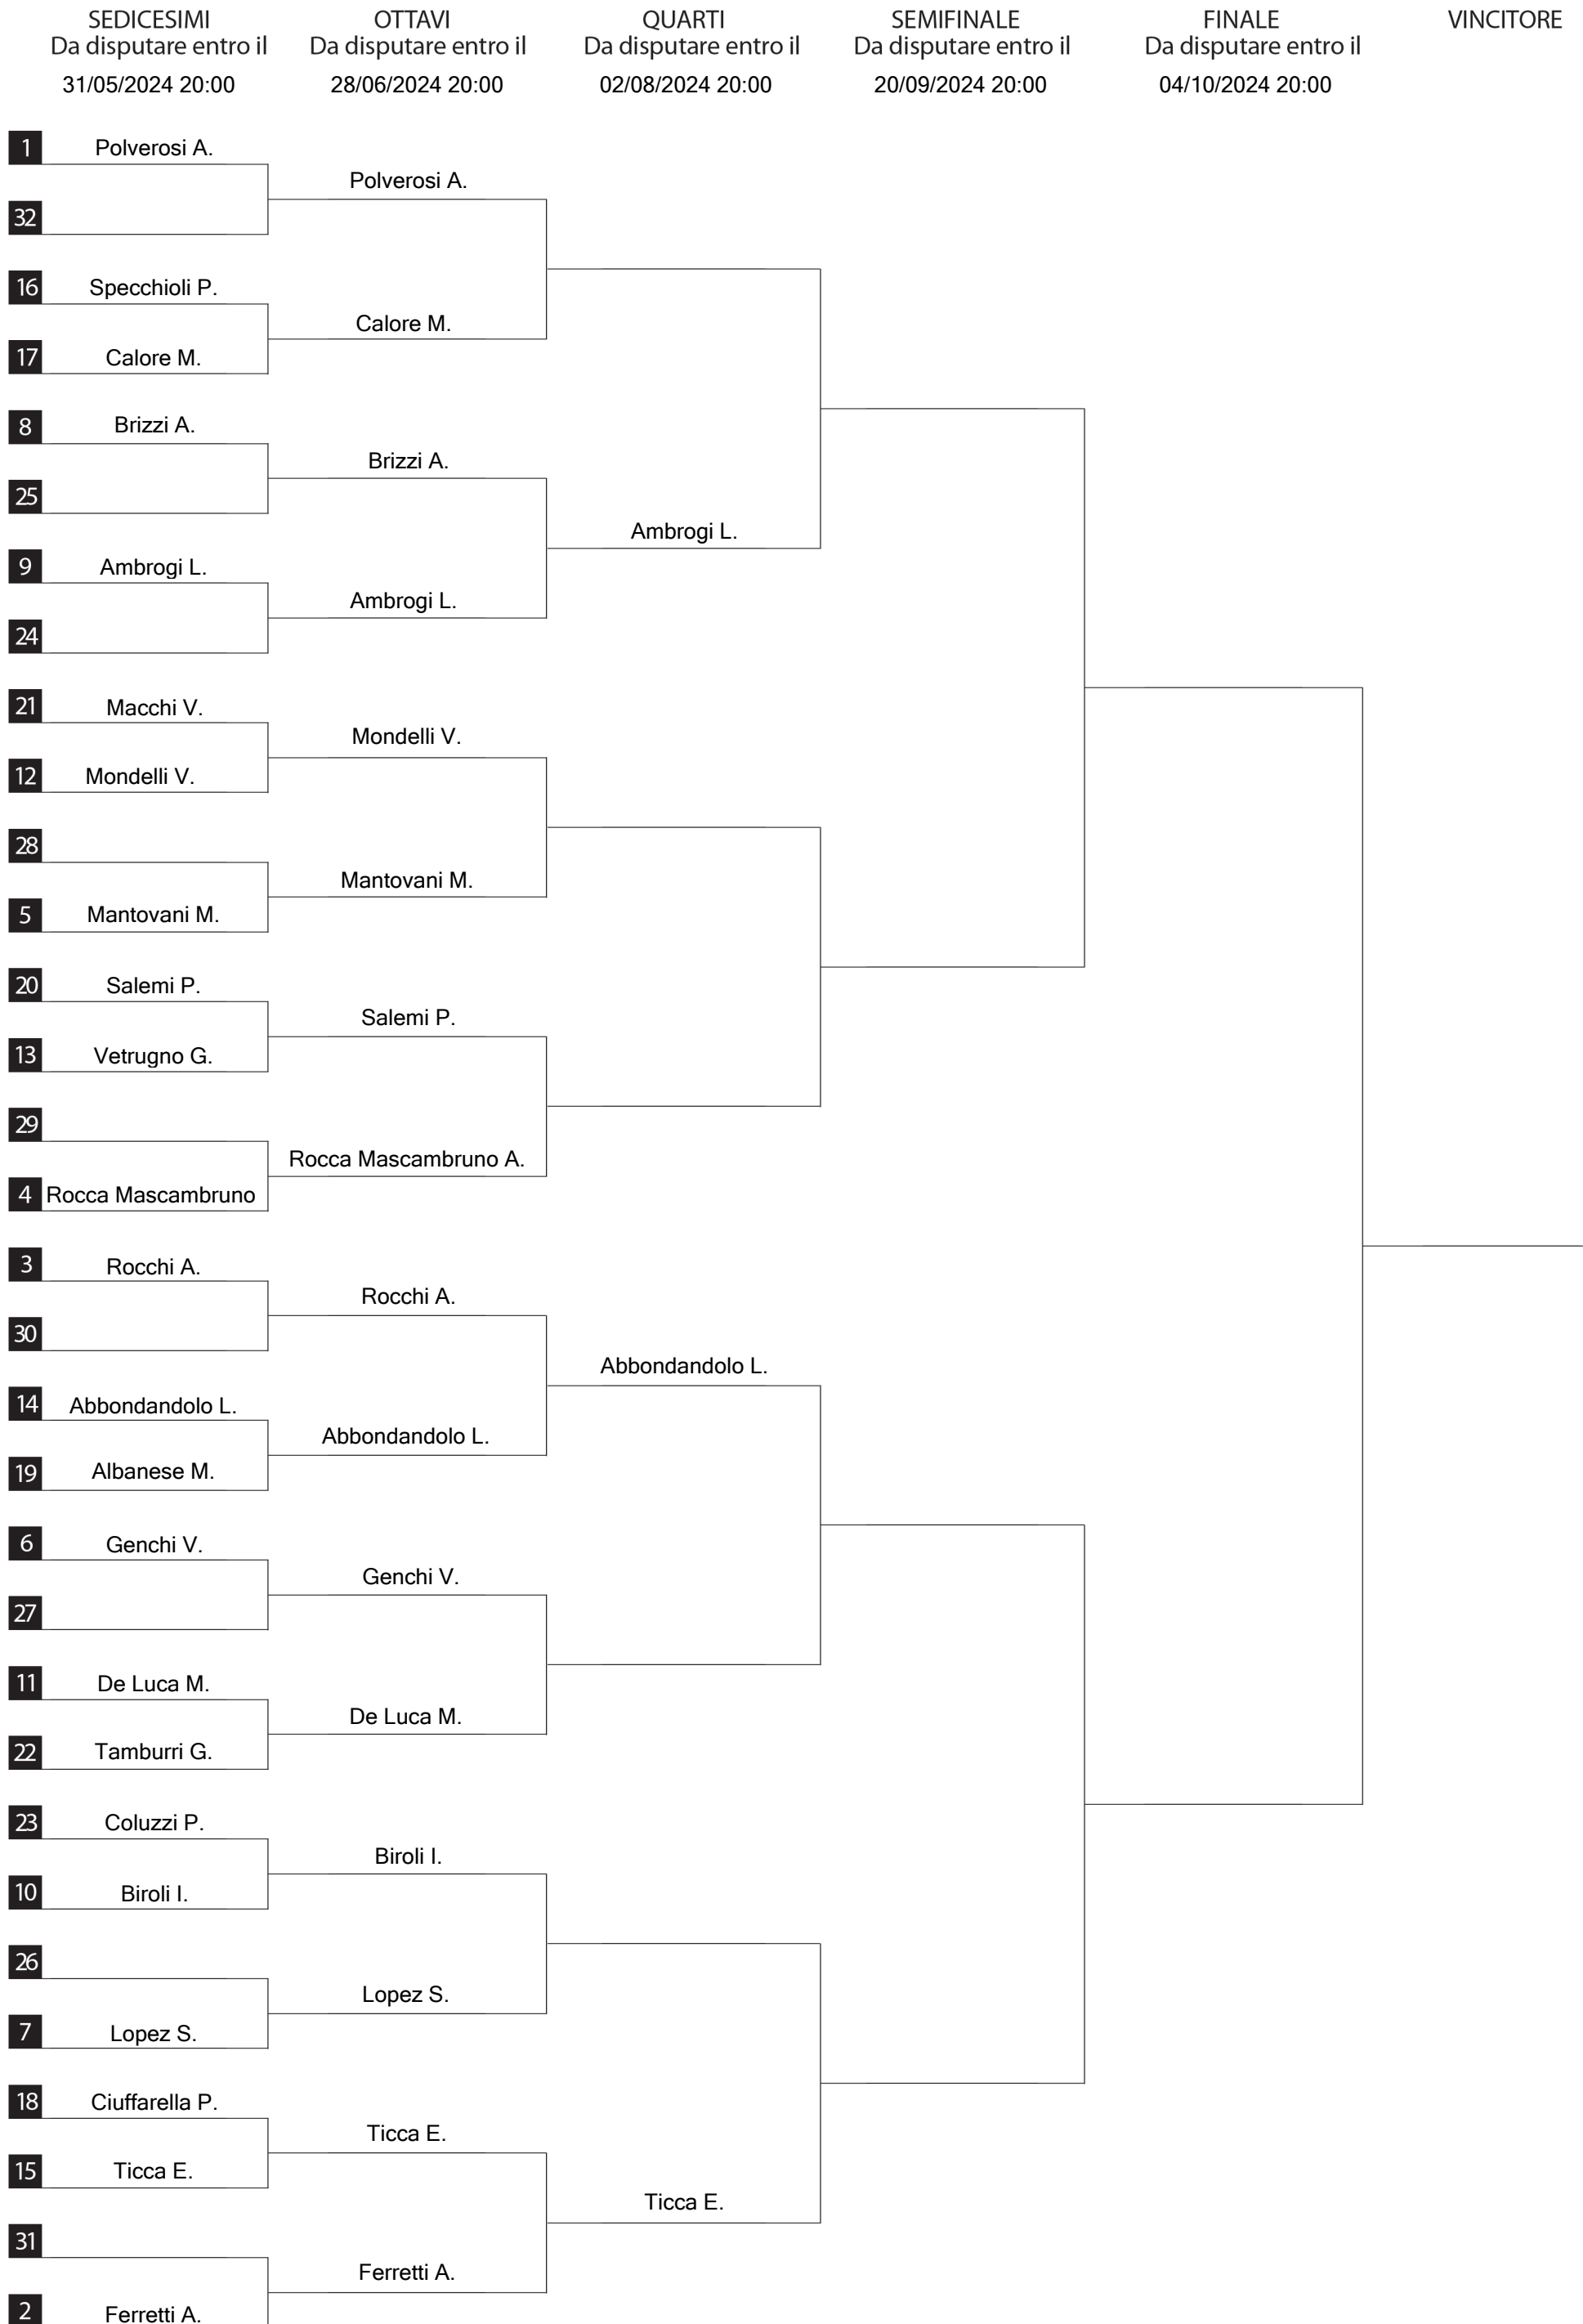 SEDICESIMI
Da disputare entro il
31/05/2024 20:00
OTTAVI
Da disputare entro il
28/06/2024 20:00
QUARTI
Da disputare entro il
02/08/2024 20:00
SEMIFINALE
Da disputare entro il
20/09/2024 20:00
FINALE
Da disputare entro il
04/10/2024 20:00
VINCITORE
1 Polverosi A.
Polverosi A.
32
16 Specchioli P.
Calore M.
17 Calore M.
8 Brizzi A.
Brizzi A.
25
Ambrogi L.
9 Ambrogi L.
Ambrogi L.
24
21 Macchi V.
Mondelli V.
12 Mondelli V.
28
Mantovani M.
5 Mantovani M.
20 Salemi P.
Salemi P.
13 Vetrugno G.
29
Rocca Mascambruno A.
4 Rocca Mascambruno
3 Rocchi A.
Rocchi A.
30
Abbondandolo L.
14 Abbondandolo L.
Abbondandolo L.
19 Albanese M.
6 Genchi V.
Genchi V.
27
11 De Luca M.
De Luca M.
22 Tamburri G.
23 Coluzzi P.
Biroli I.
10 Biroli I.
26
Lopez S.
7 Lopez S.
18 Ciuffarella P.
Ticca E.
15 Ticca E.
Ticca E.
31
Ferretti A.
2 Ferretti A.